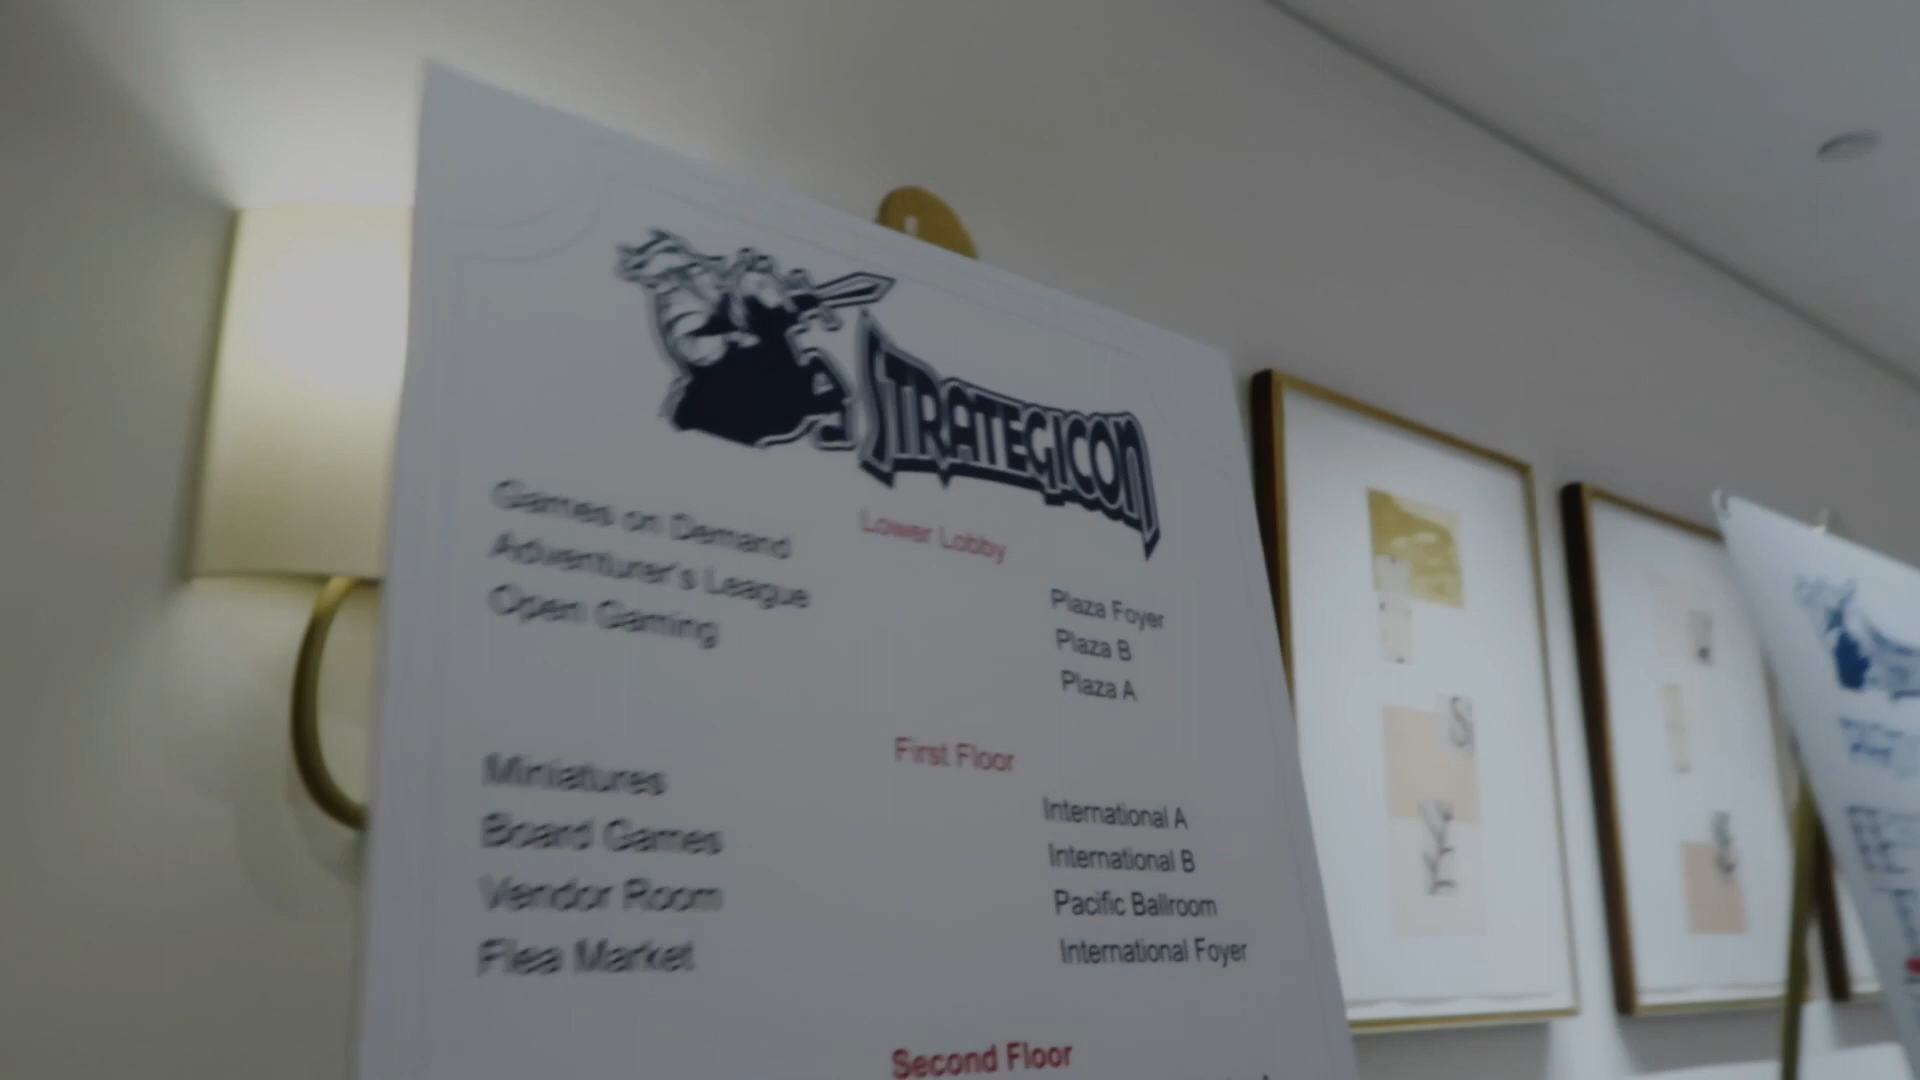 STRATEGICON
Lower Lobby
Games on Demand Plaza Foyer
Adventurer's League Plaza B
Open Gaming Plaza A
First Floor
Miniatures International A
Board Games International B
Vendor Room Pacific Ballroom
Flea Market International Foyer
Second Floor